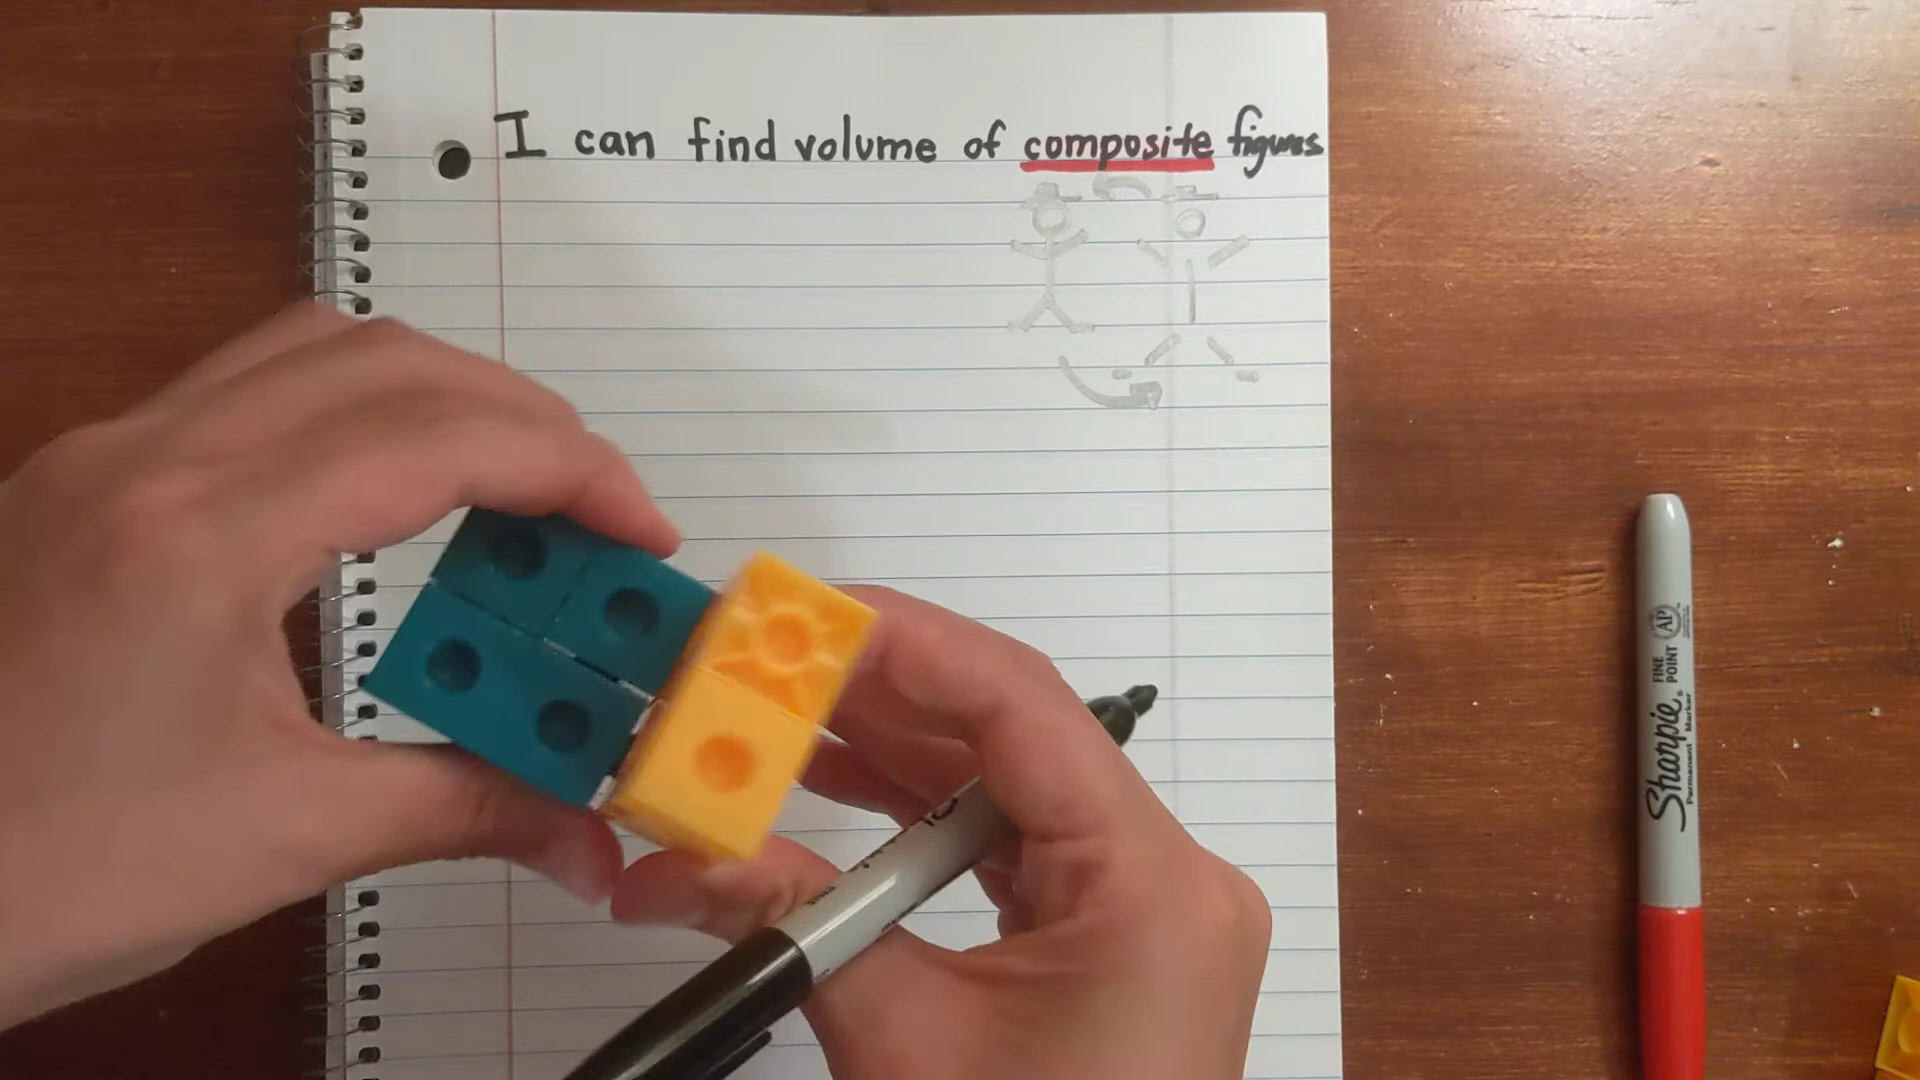 I can find volume of composite figures
Sharpie
FINE POINT
Permanent Marker
AP